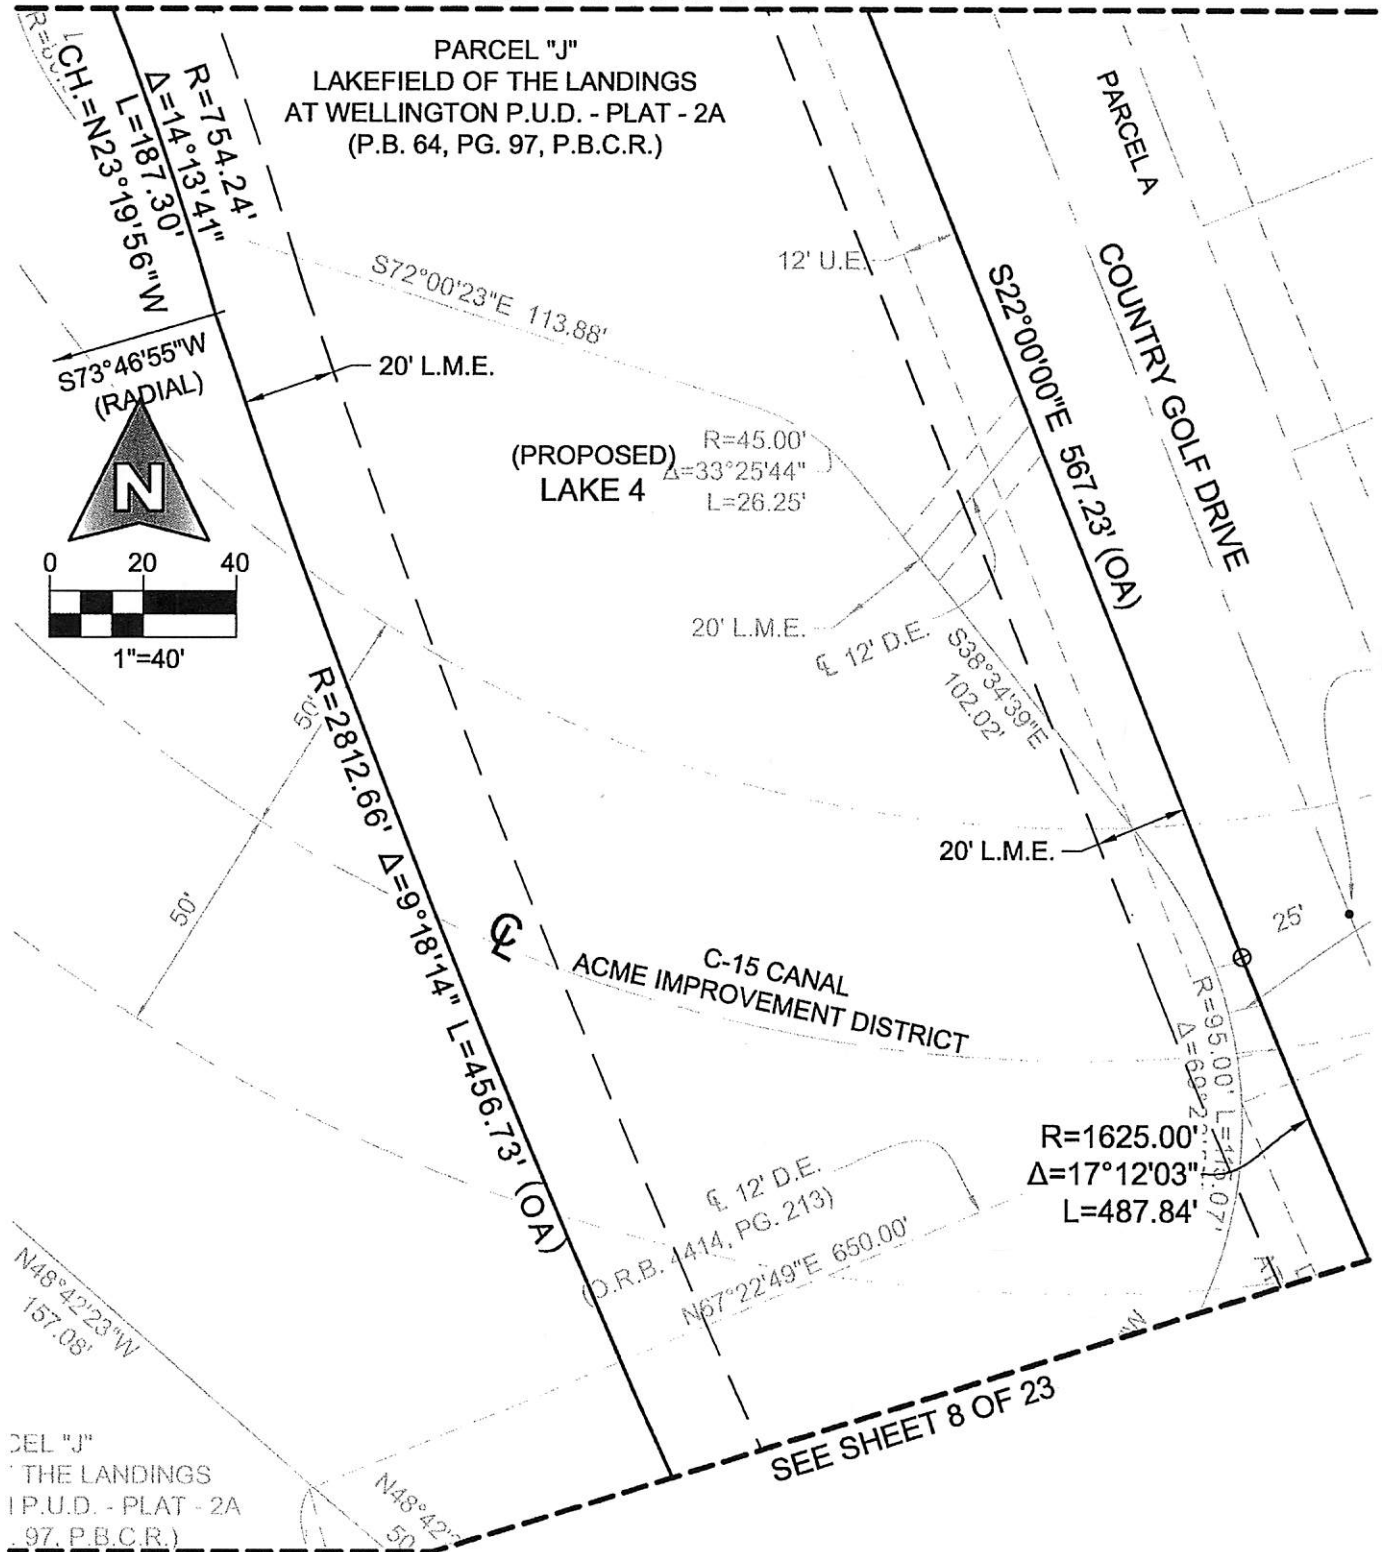 PARCEL "J"
LAKEFIELD OF THE LANDINGS
AT WELLINGTON P.U.D. - PLAT - 2A
(P.B. 64, PG. 97, P.B.C.R.)
R=754.24'
Δ=14°13'41"
L=187.30'
CH.=N23°19'56"W
PARCEL A
12' U.E.
S72°00'23"E 113.88'
S22°00'00"E 567.23' (OA)
COUNTRY GOLF DRIVE
S73°46'55"W
(RADIAL)
20' L.M.E.
N
(PROPOSED)
LAKE 4
R=45.00'
Δ=33°25'44"
L=26.25'
0 20 40
1"=40'
20' L.M.E.
℄ 12' D.E.
S38°34'39"E
102.02'
50'
R=2812.66' Δ=9°18'14" L=456.73' (OA)
20' L.M.E.
50'
25'
℄
C-15 CANAL
ACME IMPROVEMENT DISTRICT
R=95.00'
R=1625.00'
Δ=17°12'03"
L=487.84'
℄ 12' D.E.
(O.R.B. 4414, PG. 213)
N67°22'49"E 650.00'
N48°42'23"W
157.08'
SEE SHEET 8 OF 23
"J"
THE LANDINGS
P.U.D. - PLAT - 2A
97, P.B.C.R.)
N48°42'
50